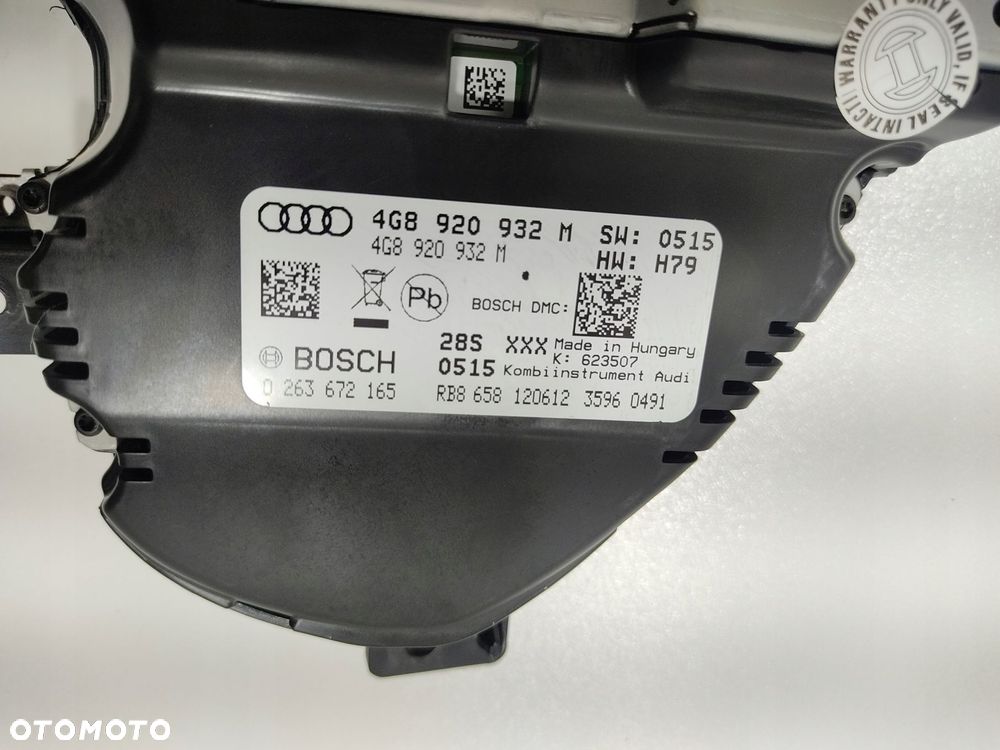 WARRANTY ONLY VALID, IF SEAL INTACT!
4G8 920 932 M SW: 0515
4G8 920 932 M HW: H79
Pb
BOSCH DMC:
28S XXX Made in Hungary
K: 623507
BOSCH 0515 Kombiinstrument Audi
0 263 672 165 RB8 658 120612 3596 0491
OTOMOTO